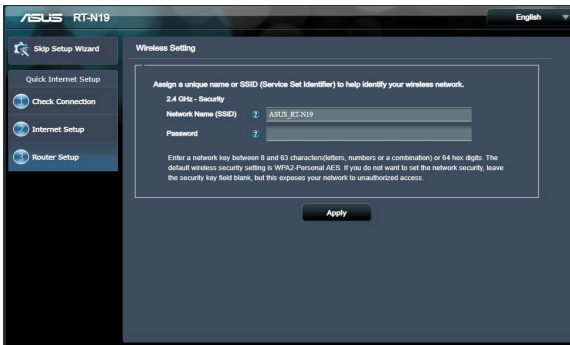 ASUS RT-N19
English
Skip Setup Wizard
Quick Internet Setup
1 Check Connection
2 Internet Setup
3 Router Setup
Wireless Setting
Assign a unique name or SSID (Service Set Identifier) to help identify your wireless network.
2.4 GHz - Security
Network Name (SSID) ? ASUS_RT-N19
Password ?
Enter a network key between 8 and 63 characters(letters, numbers or a combination) or 64 hex digits. The
default wireless security setting is WPA2-Personal AES. If you do not want to set the network security, leave
the security key field blank, but this exposes your network to unauthorized access.
Apply